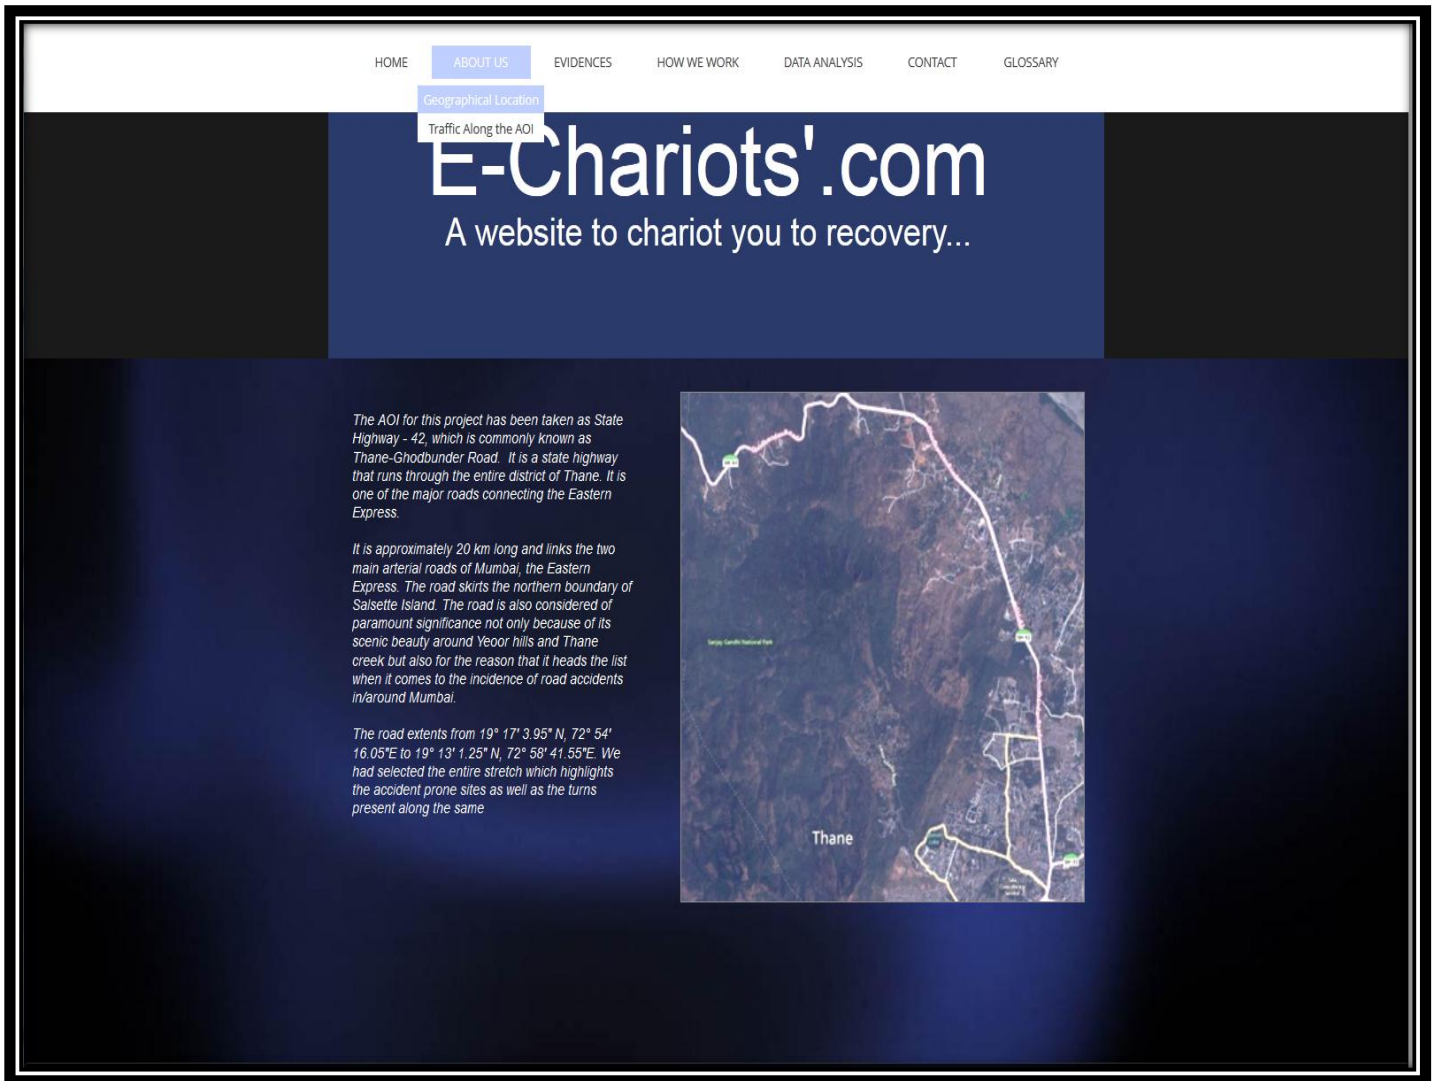 HOME ABOUT US EVIDENCES HOW WE WORK DATA ANALYSIS CONTACT GLOSSARY
Geographical Location
Traffic Along the AOI
E-Chariots'.com
A website to chariot you to recovery...
The AOI for this project has been taken as State
Highway - 42, which is commonly known as
Thane-Ghodbunder Road. It is a state highway
that runs through the entire district of Thane. It is
one of the major roads connecting the Eastern
Express.
It is approximately 20 km long and links the two
main arterial roads of Mumbai, the Eastern
Express. The road skirts the northern boundary of
Salsette Island. The road is also considered of
paramount significance not only because of its
scenic beauty around Yeoor hills and Thane
creek but also for the reason that it heads the list
when it comes to the incidence of road accidents
in/around Mumbai.
The road extents from 19° 17' 3.95" N, 72° 54'
16.05"E to 19° 13' 1.25" N, 72° 58' 41.55"E. We
had selected the entire stretch which highlights
the accident prone sites as well as the turns
present along the same
Sanjay Gandhi National Park
Thane